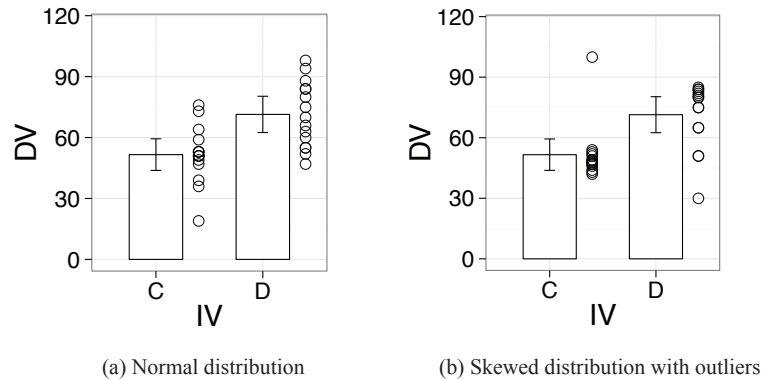 120
90
60
30
0
DV
C D
IV
(a) Normal distribution
120
90
60
30
0
DV
C D
IV
(b) Skewed distribution with outliers